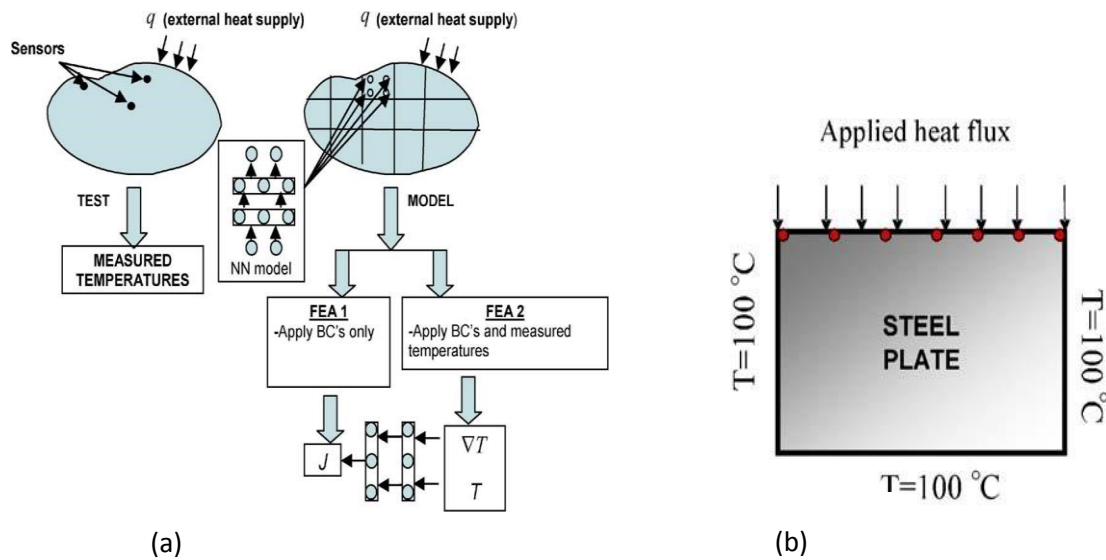 q (external heat supply)
q (external heat supply)
Sensors
TEST
MODEL
MEASURED
TEMPERATURES
NN model
FEA 1
-Apply BC's only
FEA 2
-Apply BC's and measured
temperatures
J
∇T
T
(a)
Applied heat flux
T=100 °C
STEEL
PLATE
T=100 °C
T=100 °C
(b)